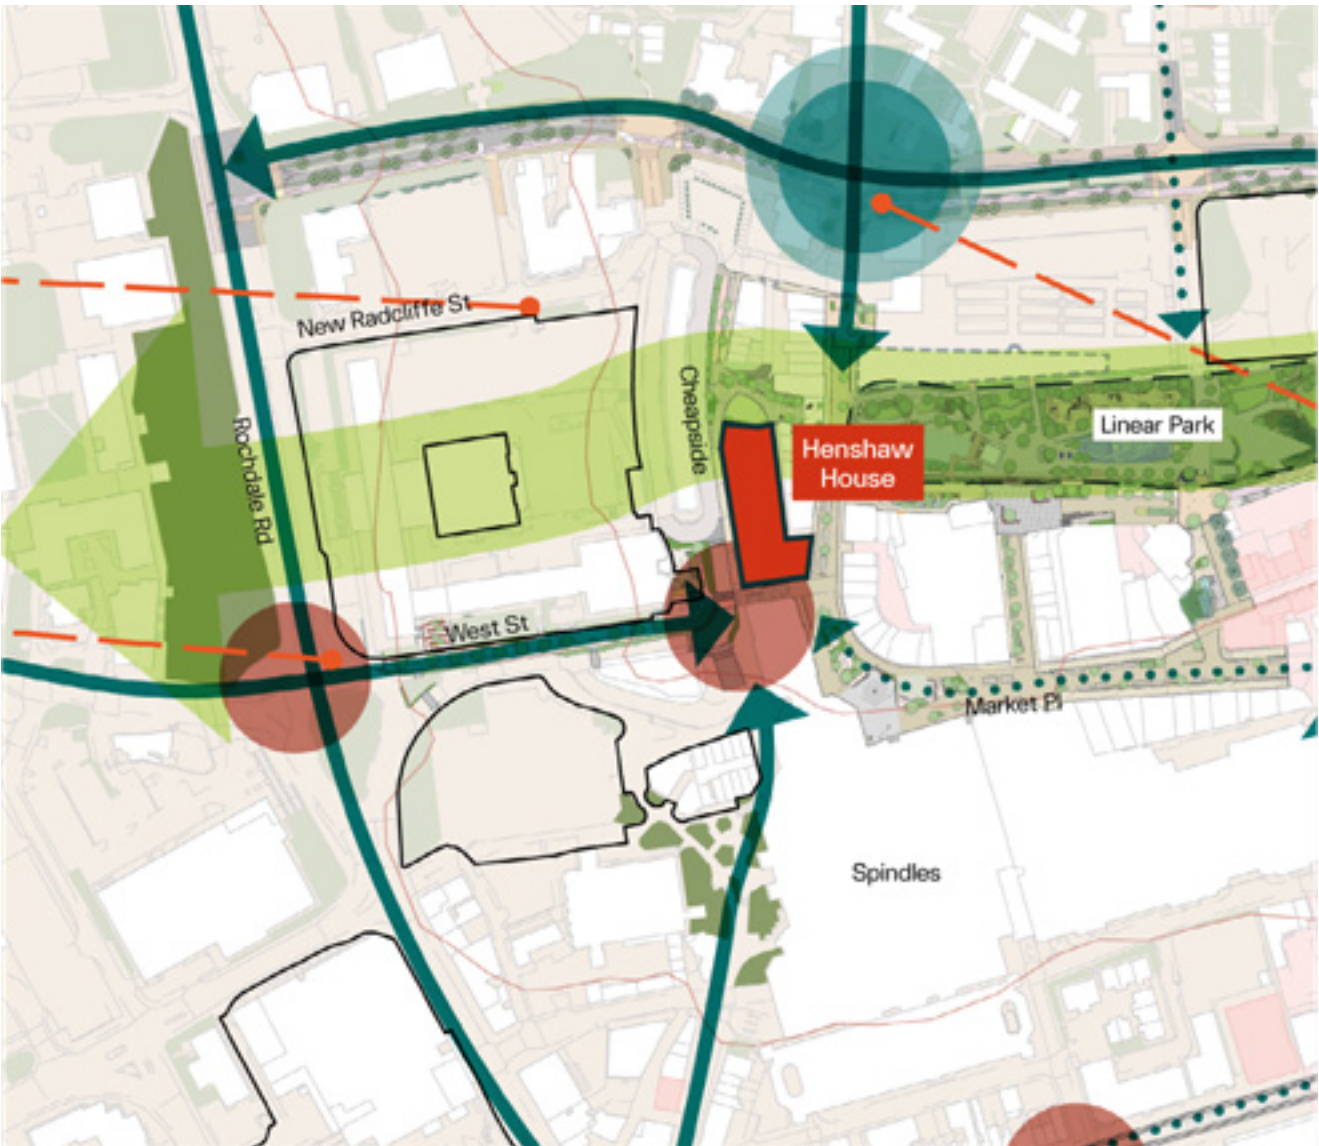 New Radcliffe St
Cheapside
Linear Park
Rochdale Rd
Henshaw
House
West St
Market Pl
Spindles